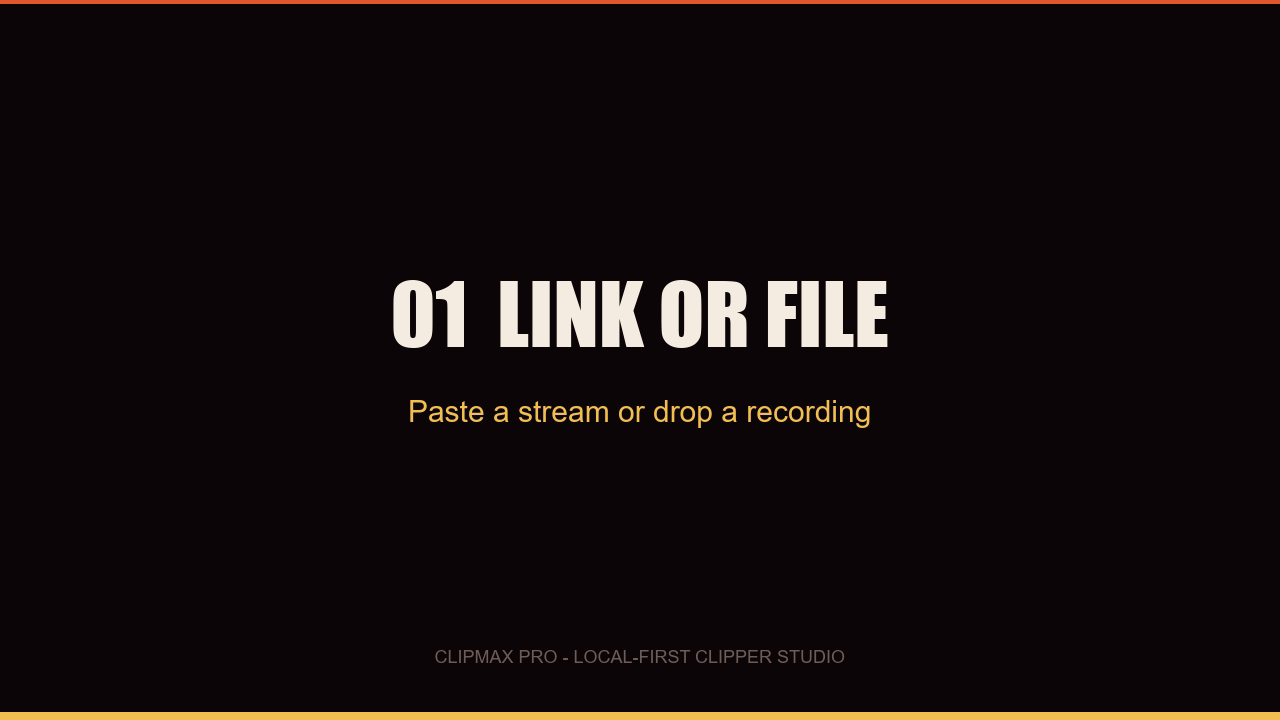 01 LINK OR FILE
Paste a stream or drop a recording
CLIPMAX PRO - LOCAL-FIRST CLIPPER STUDIO